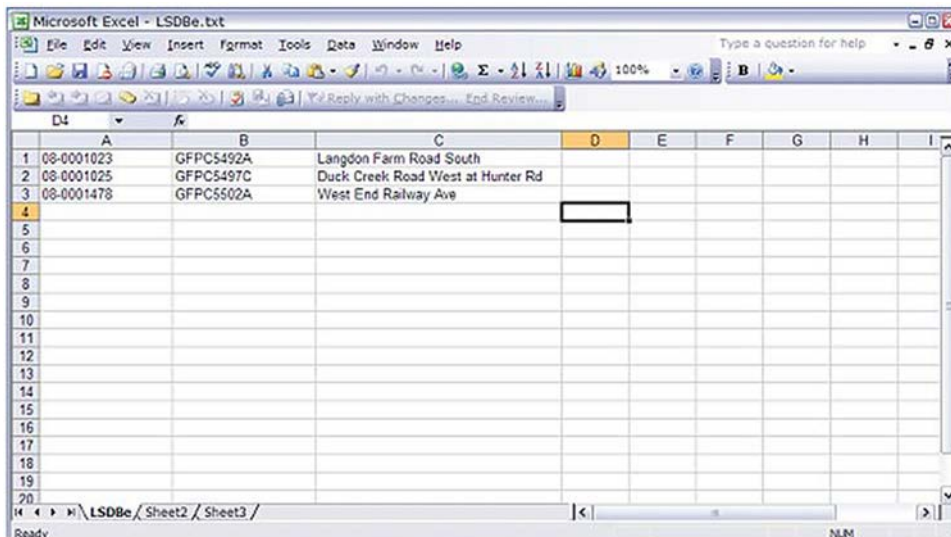 Microsoft Excel - LSDBe.txt
File Edit View Insert Format Tools Data Window Help Type a question for help
100% B
Reply with Changes... End Review...
D4 fx
A B C D E F G H I
1 08-0001023 GFPC5492A Langdon Farm Road South
2 08-0001025 GFPC5497C Duck Creek Road West at Hunter Rd
3 08-0001478 GFPC5502A West End Railway Ave
4
5
6
7
8
9
10
11
12
13
14
15
16
17
18
19
20
LSDBe / Sheet2 / Sheet3 /
Ready NUM